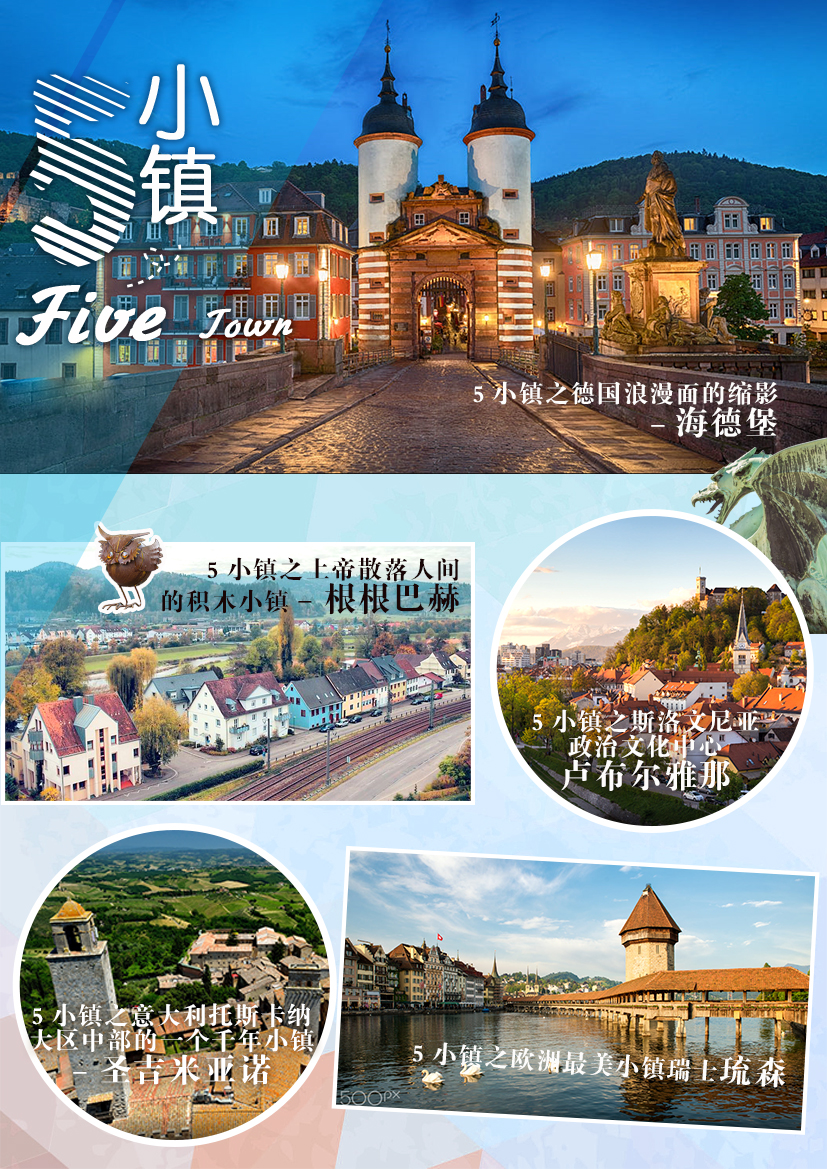 5
小镇
Five Town
5 小镇之德国浪漫面的缩影
– 海德堡
5 小镇之上帝散落人间
的积木小镇 – 根根巴赫
5 小镇之斯洛文尼亚
政治文化中心
卢布尔雅那
5 小镇之意大利托斯卡纳
大区中部的一个千年小镇
– 圣吉米亚诺
5 小镇之欧洲最美小镇瑞士琉森
500px